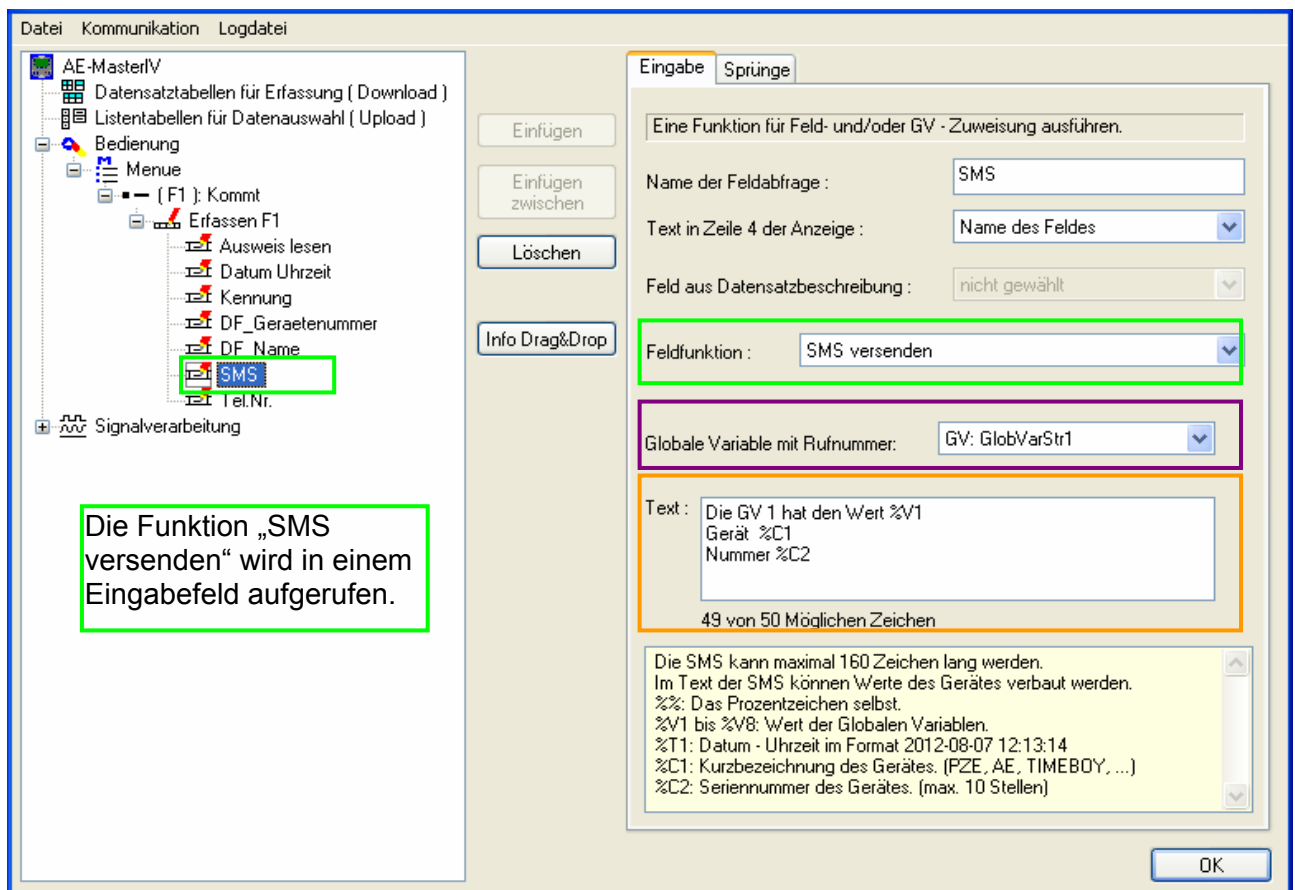 Datei Kommunikation Logdatei
AE-MasterIV
Datensatztabellen für Erfassung ( Download )
Listentabellen für Datenauswahl ( Upload )
Bedienung
Menue
( F1 ): Kommt
Erfassen F1
Ausweis lesen
Datum Uhrzeit
Kennung
DF_Geraetenummer
DF_Name
SMS
Tel.Nr.
Signalverarbeitung
Die Funktion „SMS
versenden“ wird in einem
Eingabefeld aufgerufen.
Einfügen
Einfügen
zwischen
Löschen
Info Drag&Drop
Eingabe Sprünge
Eine Funktion für Feld- und/oder GV - Zuweisung ausführen.
Name der Feldabfrage : SMS
Text in Zeile 4 der Anzeige : Name des Feldes
Feld aus Datensatzbeschreibung : nicht gewählt
Feldfunktion : SMS versenden
Globale Variable mit Rufnummer: GV: GlobVarStr1
Text : Die GV 1 hat den Wert %V1
Gerät %C1
Nummer %C2
49 von 50 Möglichen Zeichen
Die SMS kann maximal 160 Zeichen lang werden.
Im Text der SMS können Werte des Gerätes verbaut werden.
%%: Das Prozentzeichen selbst.
%V1 bis %V8: Wert der Globalen Variablen.
%T1: Datum - Uhrzeit im Format 2012-08-07 12:13:14
%C1: Kurzbezeichnung des Gerätes. (PZE, AE, TIMEBOY, ...)
%C2: Seriennummer des Gerätes. (max. 10 Stellen)
OK